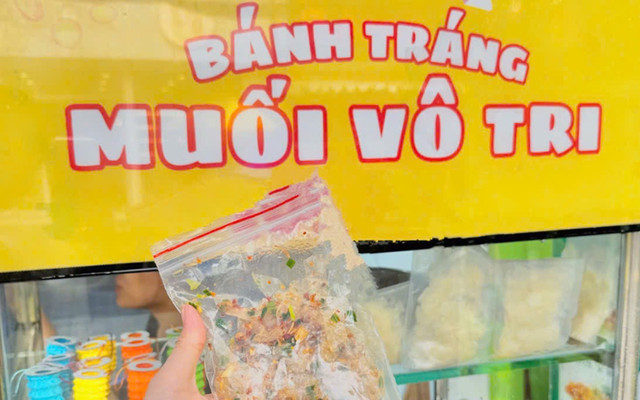 BÁNH TRÁNG
MUỐI VÔ TRI